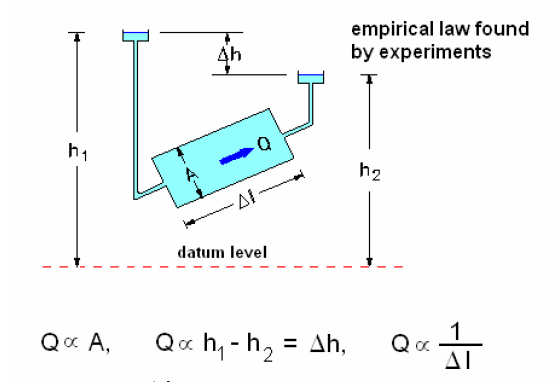 empirical law found
by experiments
Δh
h₁
Q
A
Δl
h₂
datum level
Q ∝ A, Q ∝ h₁ - h₂ = Δh, Q ∝ 1/Δl